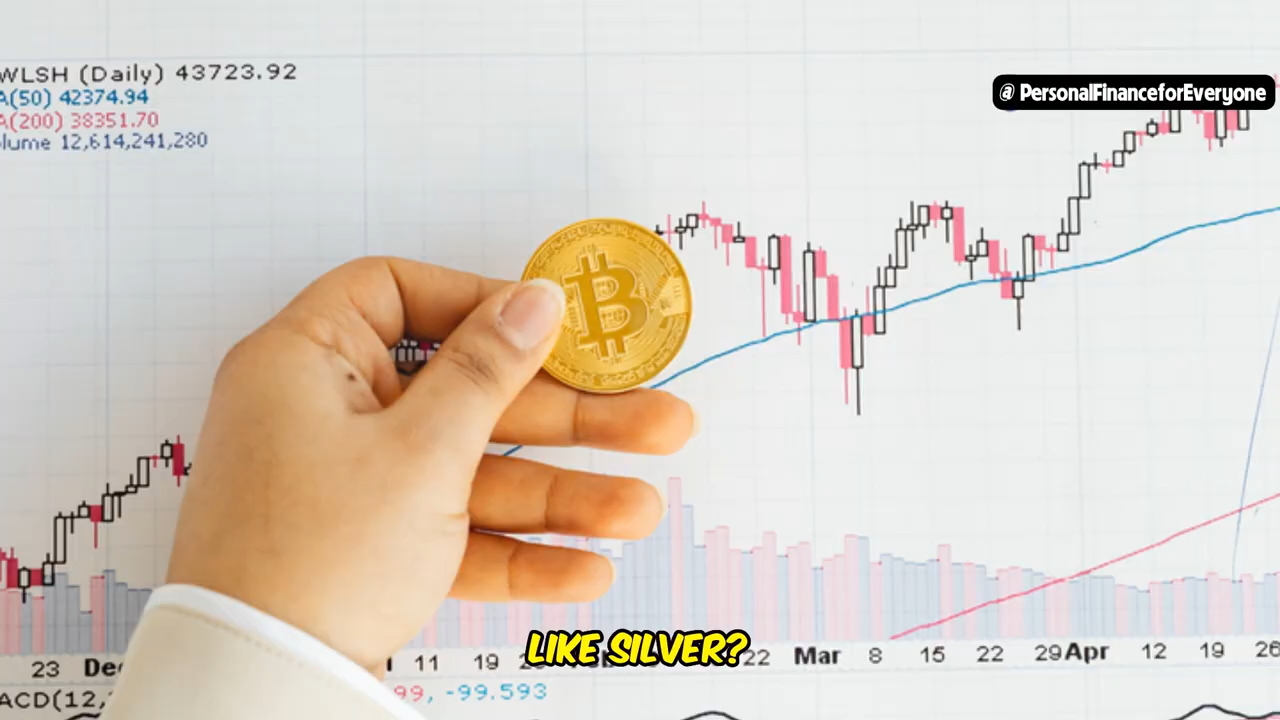 WLSH (Daily) 43723.92
A(50) 42374.94
A(200) 38351.70
lume 12,614,241,280
@ PersonalFinanceforEveryone
B
LIKE SILVER?
23 Dec 11 19 22 Mar 8 15 22 29 Apr 12 19 26
ACD(12, 99, -99.593